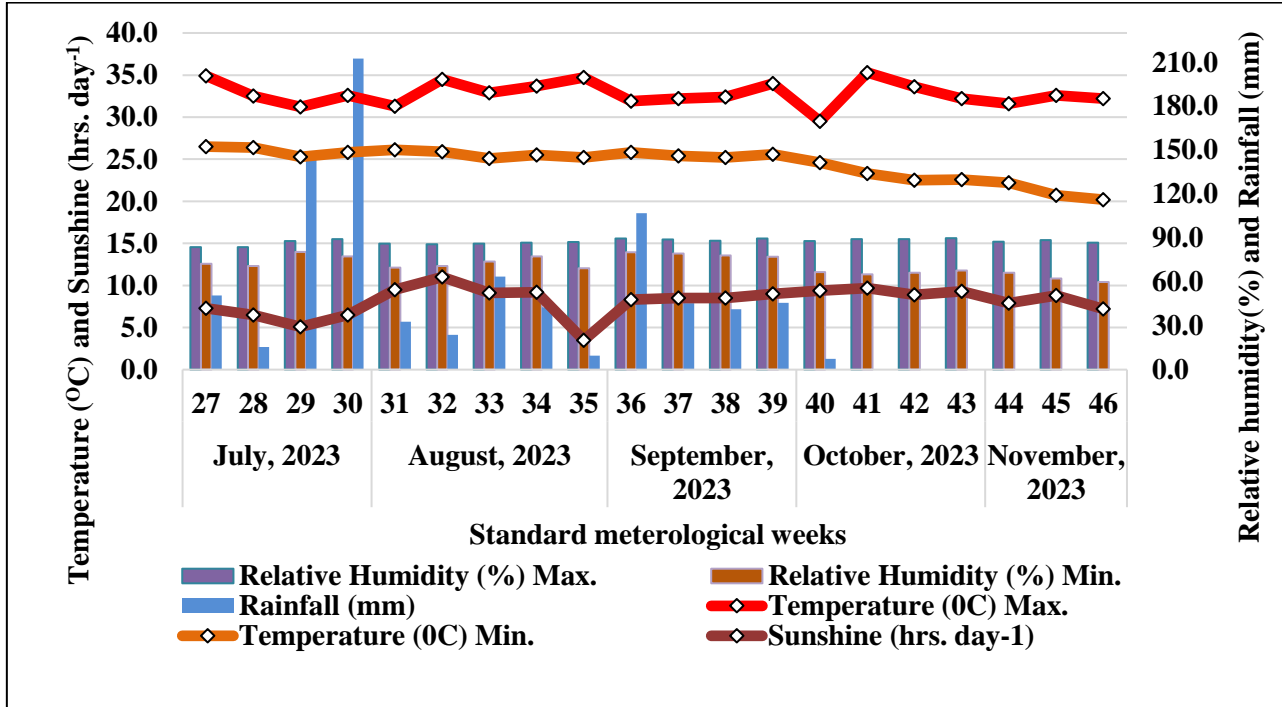 Temperature (⁰C) and Sunshine (hrs. day⁻¹)
40.0
35.0
30.0
25.0
20.0
15.0
10.0
5.0
0.0
210.0
180.0
150.0
120.0
90.0
60.0
30.0
0.0
Relative humidity(%) and Rainfall (mm)
27 28 29 30 31 32 33 34 35 36 37 38 39 40 41 42 43 44 45 46
July, 2023 August, 2023 September, 2023 October, 2023 November, 2023
Standard meterological weeks
Relative Humidity (%) Max. Relative Humidity (%) Min.
Rainfall (mm) Temperature (0C) Max.
Temperature (0C) Min. Sunshine (hrs. day-1)